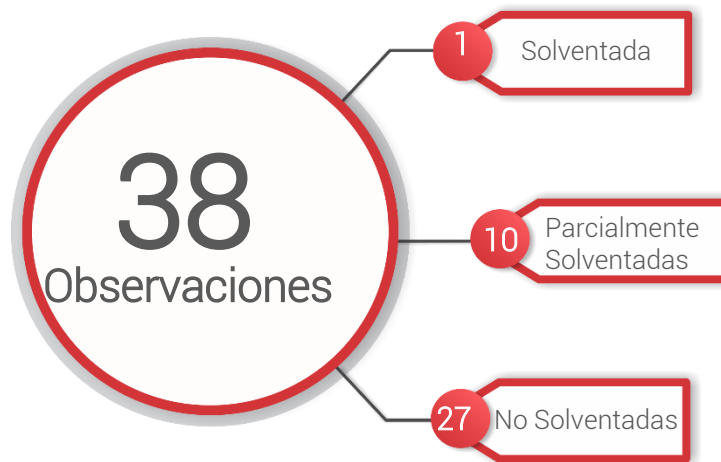 38
Observaciones
1
Solventada
10
Parcialmente
Solventadas
27
No Solventadas